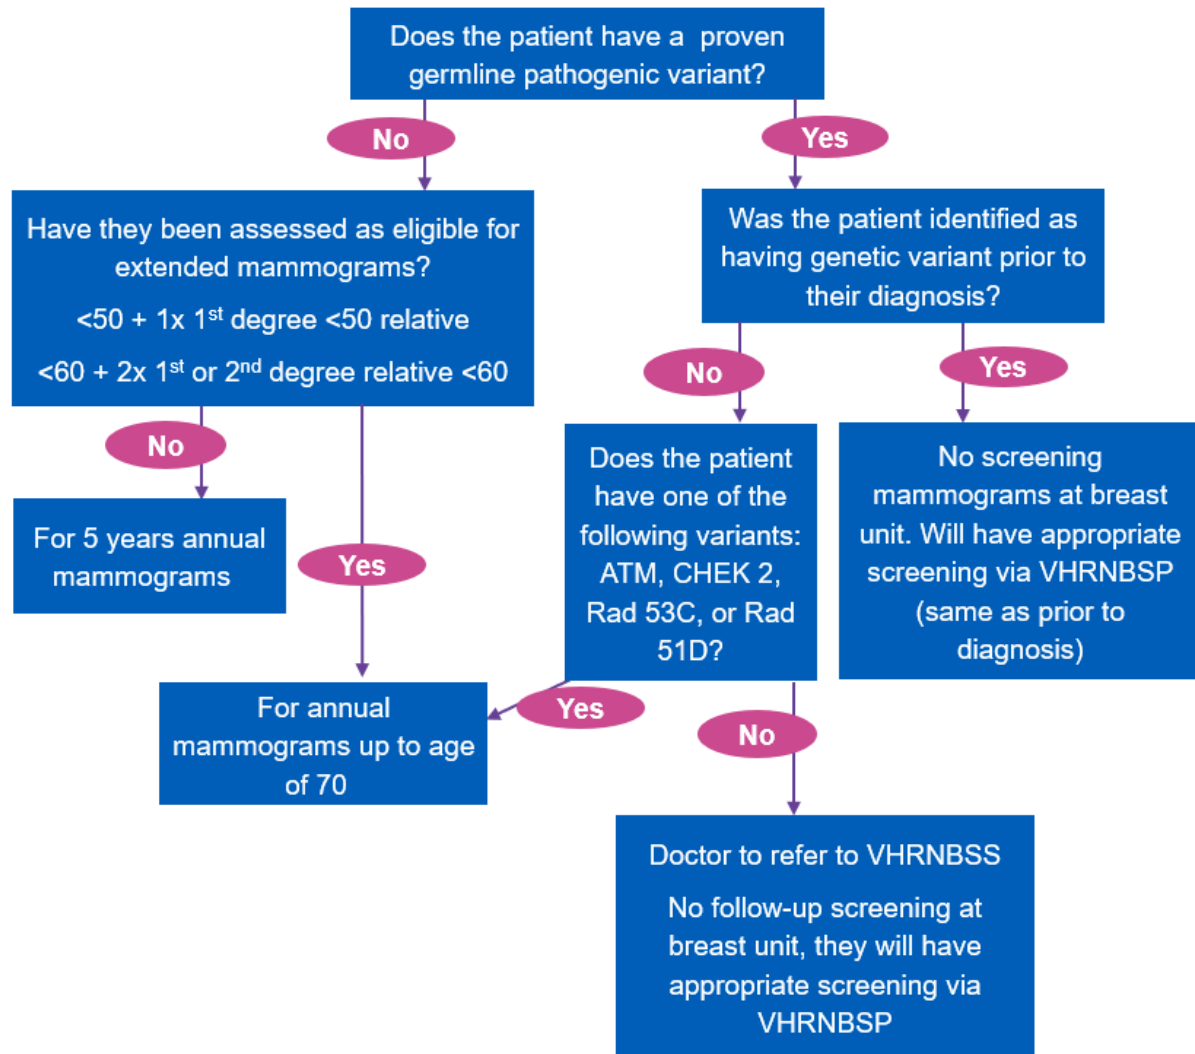 Does the patient have a proven
germline pathogenic variant?
No
Yes
Have they been assessed as eligible for
extended mammograms?
<50 + 1x 1st degree <50 relative
<60 + 2x 1st or 2nd degree relative <60
Was the patient identified as
having genetic variant prior to
their diagnosis?
No
Yes
No
For 5 years annual
mammograms
Yes
Does the patient
have one of the
following variants:
ATM, CHEK 2,
Rad 53C, or Rad
51D?
No screening
mammograms at breast
unit. Will have appropriate
screening via VHRNBSP
(same as prior to
diagnosis)
For annual
mammograms up to age
of 70
Yes
No
Doctor to refer to VHRNBSS
No follow-up screening at
breast unit, they will have
appropriate screening via
VHRNBSP